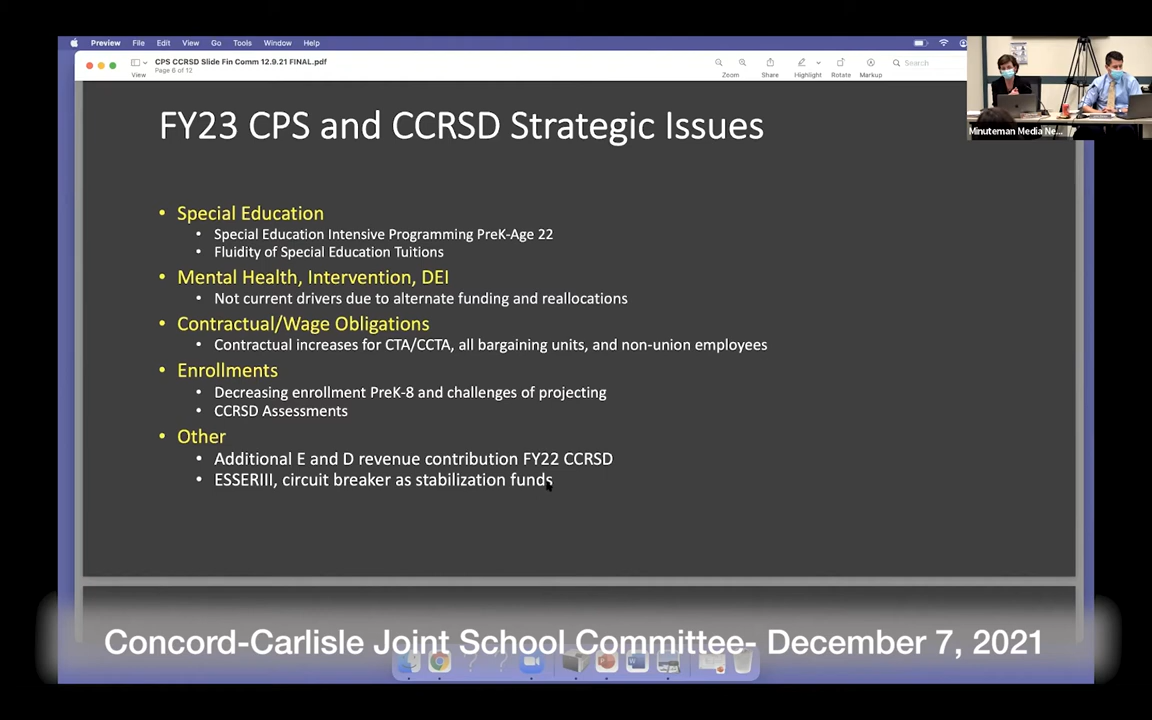 Preview File Edit View Go Tools Window Help
CPS CCRSD Slide Fin Comm 12.9.21 FINAL.pdf
Page 8 of 12
View
Zoom
Share
Highlight
Rotate
Markup
Search
Minuteman Media Ne...
FY23 CPS and CCRSD Strategic Issues
• Special Education
• Special Education Intensive Programming PreK-Age 22
• Fluidity of Special Education Tuitions
• Mental Health, Intervention, DEI
• Not current drivers due to alternate funding and reallocations
• Contractual/Wage Obligations
• Contractual increases for CTA/CCTA, all bargaining units, and non-union employees
• Enrollments
• Decreasing enrollment PreK-8 and challenges of projecting
• CCRSD Assessments
• Other
• Additional E and D revenue contribution FY22 CCRSD
• ESSERIII, circuit breaker as stabilization funds
Concord-Carlisle Joint School Committee- December 7, 2021